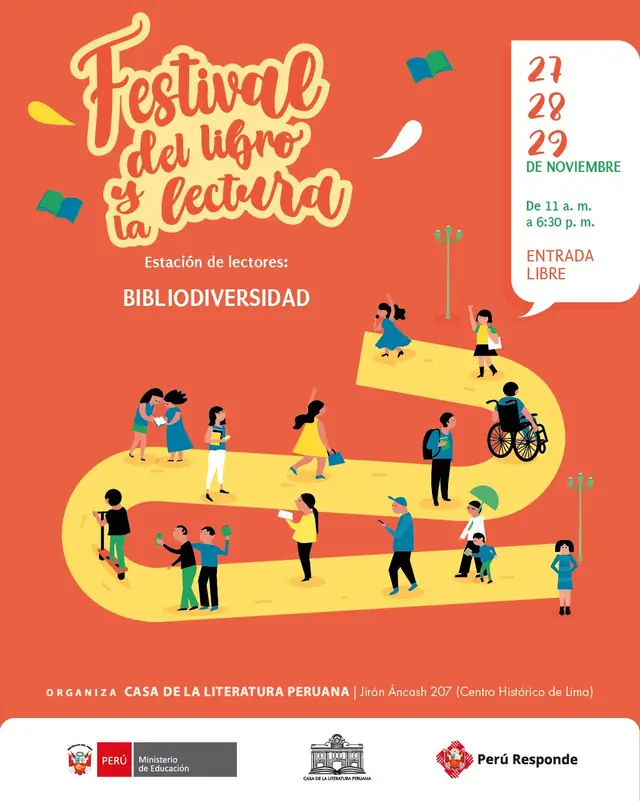 Festival
del libro
y la lectura
Estación de lectores:
BIBLIODIVERSIDAD
27
28
29
DE NOVIEMBRE
De 11 a. m.
a 6:30 p. m.
ENTRADA
LIBRE
ORGANIZA CASA DE LA LITERATURA PERUANA | Jirón Áncash 207 (Centro Histórico de Lima)
PERÚ
Ministerio
de Educación
CASA DE LA LITERATURA PERUANA
Perú Responde